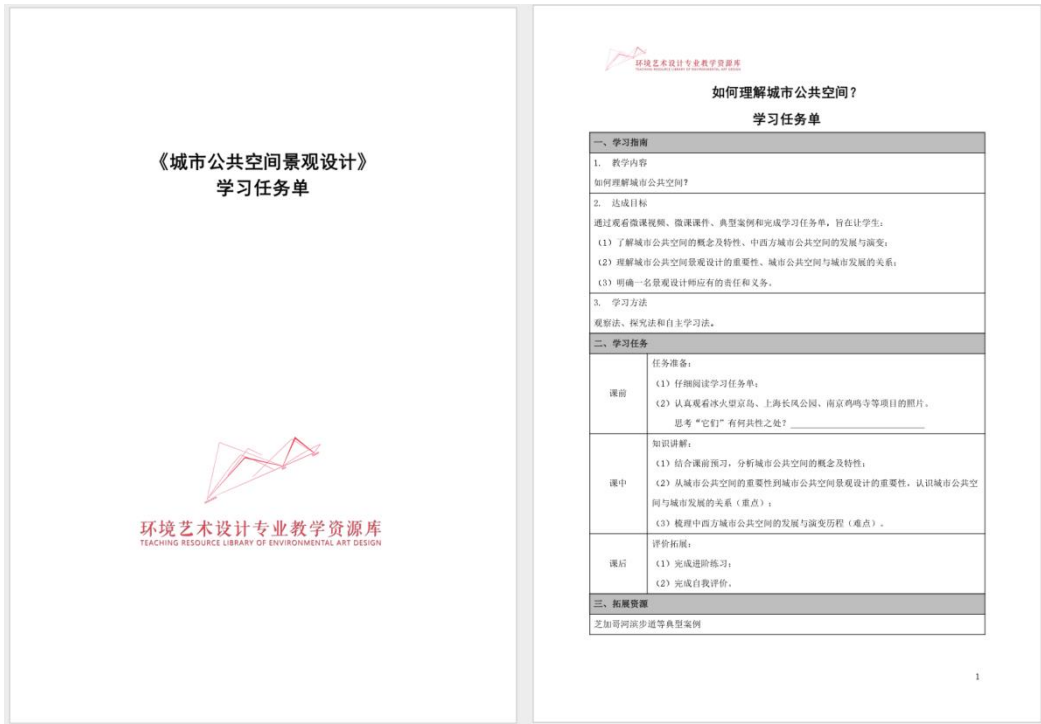 《城市公共空间景观设计》
学习任务单
环境艺术设计专业教学资源库
TEACHING RESOURCE LIBRARY OF ENVIRONMENTAL ART DESIGN
环境艺术设计专业教学资源库
TEACHING RESOURCE LIBRARY OF ENVIRONMENTAL ART DESIGN
如何理解城市公共空间？
学习任务单
一、学习指南
1. 教学内容
如何理解城市公共空间？
2. 达成目标
通过观看微课视频、微课课件、典型案例和完成学习任务单，旨在让学生：
（1）了解城市公共空间的概念及特性、中西方城市公共空间的发展与演变；
（2）理解城市公共空间景观设计的重要性、城市公共空间与城市发展的关系；
（3）明确一名景观设计师应有的责任和义务。
3. 学习方法
观察法、探究法和自主学习法。
二、学习任务
课前
任务准备：
（1）仔细阅读学习任务单；
（2）认真观看冰火塑京岛、上海长风公园、南京鸡鸣寺等项目的照片。
思考“它们”有何共性之处？
课中
知识讲解：
（1）结合课前预习，分析城市公共空间的概念及特性；
（2）从城市公共空间的重要性到城市公共空间景观设计的重要性，认识城市公共空
间与城市发展的关系（重点）；
（3）梳理中西方城市公共空间的发展与演变历程（难点）。
课后
评价拓展：
（1）完成进阶练习；
（2）完成自我评价。
三、拓展资源
芝加哥河滨步道等典型案例
1